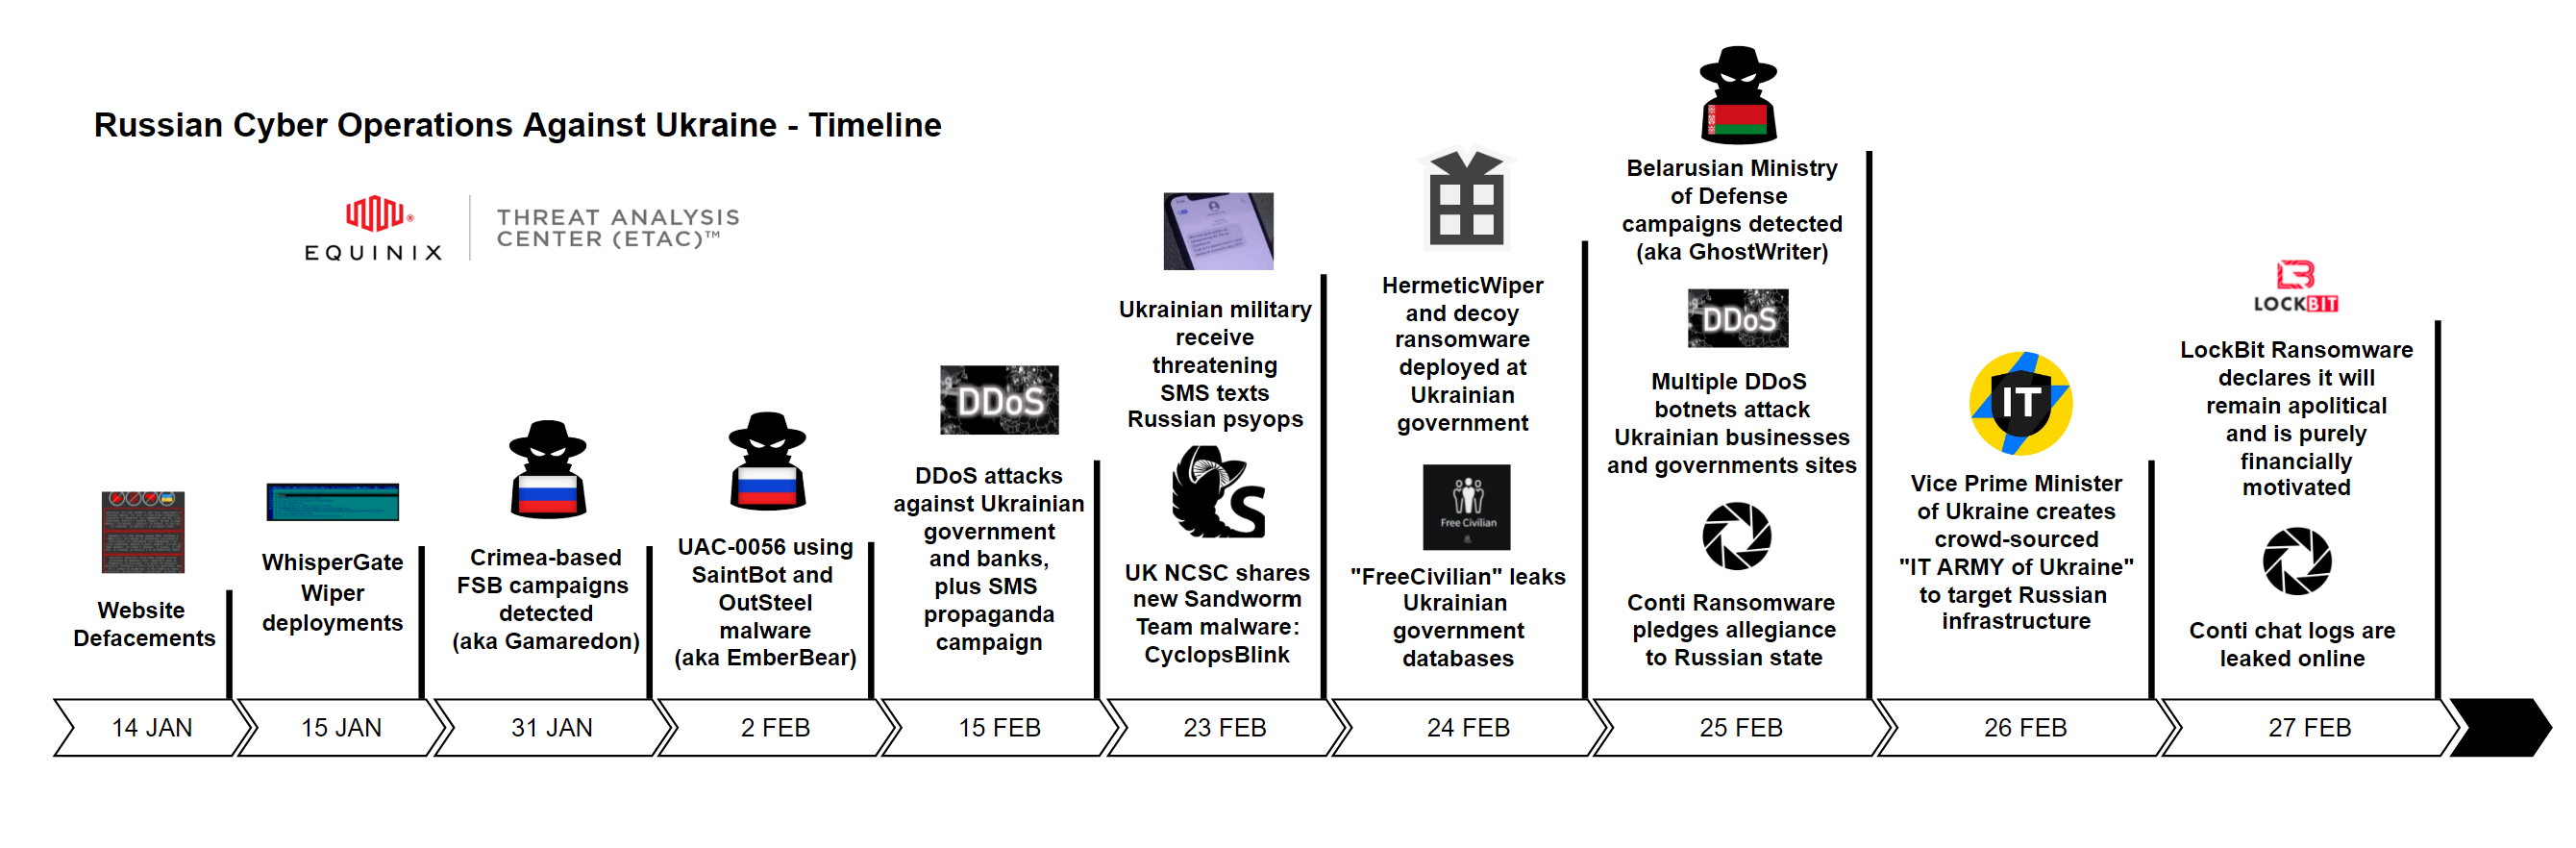 Russian Cyber Operations Against Ukraine - Timeline
EQUINIX
THREAT ANALYSIS
CENTER (ETAC)™
Website
Defacements
14 JAN
WhisperGate
Wiper
deployments
15 JAN
Crimea-based
FSB campaigns
detected
(aka Gamaredon)
31 JAN
UAC-0056 using
SaintBot and
OutSteel
malware
(aka EmberBear)
2 FEB
DDoS
DDoS attacks
against Ukrainian
government
and banks,
plus SMS
propaganda
campaign
15 FEB
Ukrainian military
receive
threatening
SMS texts
Russian psyops
S
UK NCSC shares
new Sandworm
Team malware:
CyclopsBlink
23 FEB
HermeticWiper
and decoy
ransomware
deployed at
Ukrainian
government
Free Civilian
"FreeCivilian" leaks
Ukrainian
government
databases
24 FEB
Belarusian Ministry
of Defense
campaigns detected
(aka GhostWriter)
DDoS
Multiple DDoS
botnets attack
Ukrainian businesses
and governments sites
Conti Ransomware
pledges allegiance
to Russian state
25 FEB
IT
Vice Prime Minister
of Ukraine creates
crowd-sourced
"IT ARMY of Ukraine"
to target Russian
infrastructure
26 FEB
LOCKBIT
LockBit Ransomware
declares it will
remain apolitical
and is purely
financially
motivated
Conti chat logs are
leaked online
27 FEB